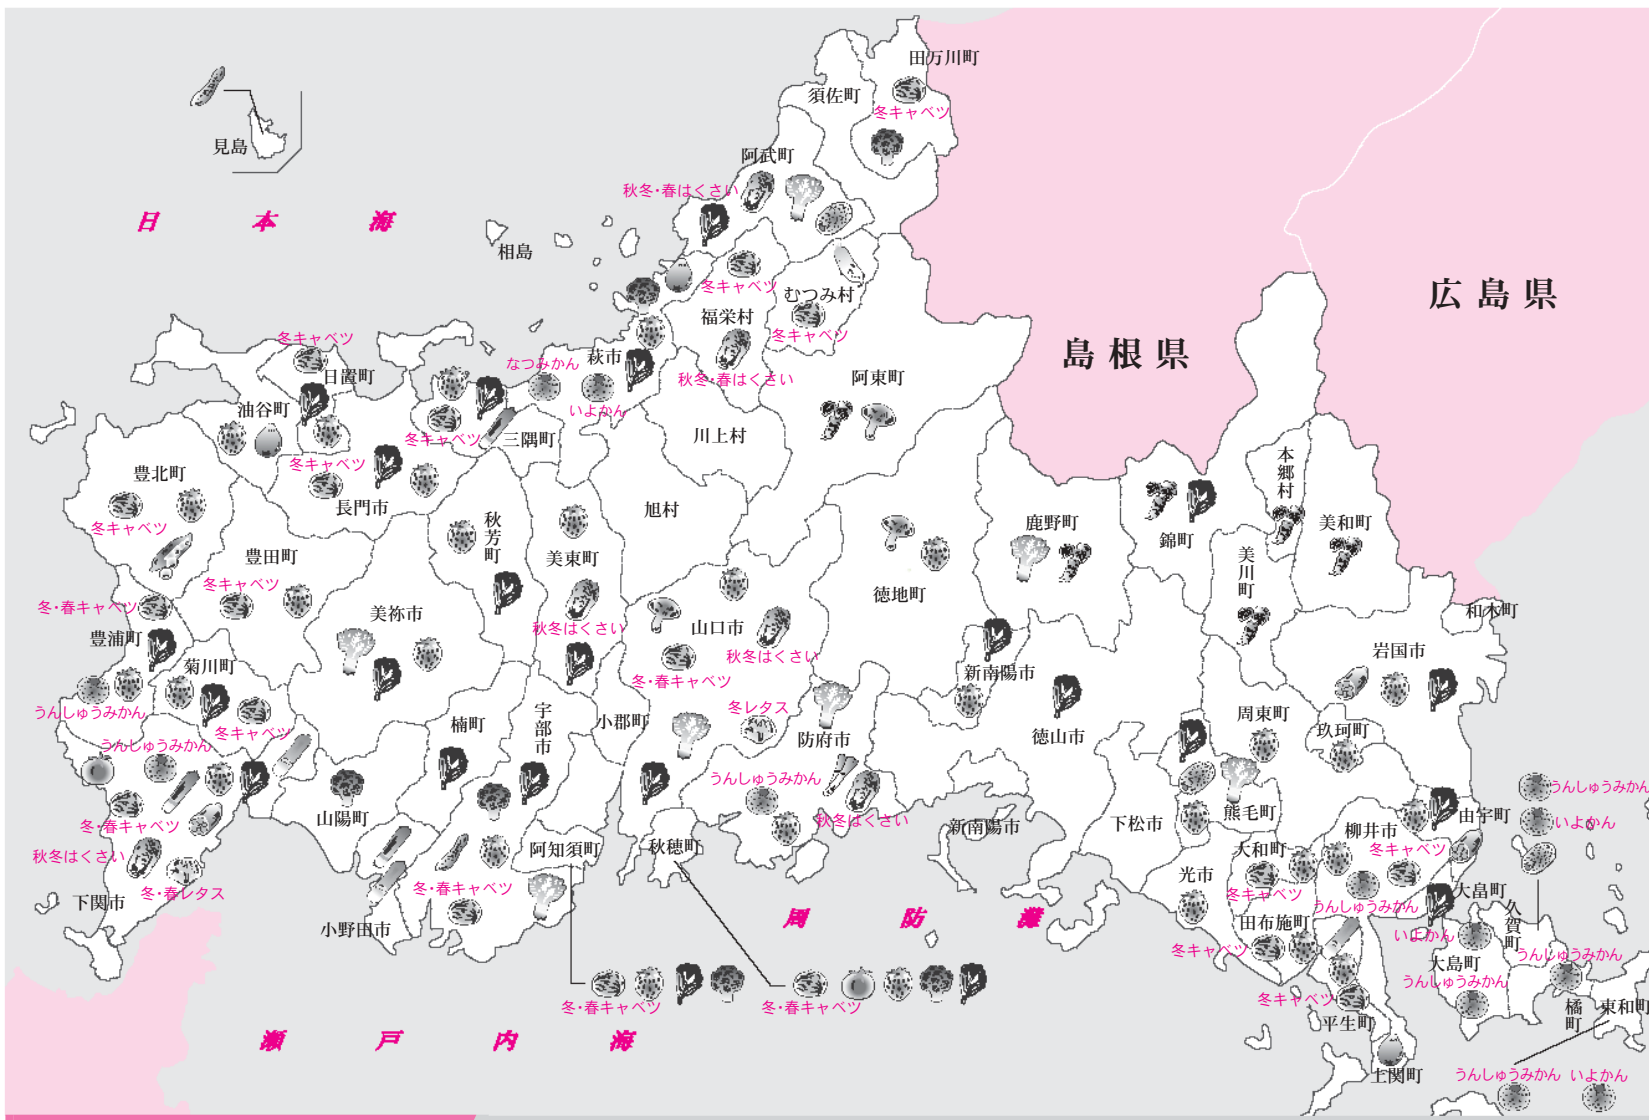 田万川町
須佐町
冬キャベツ
見島
阿武町
秋冬・春はくさい
日本海
相島
冬キャベツ
むつみ村
福栄村
冬キャベツ
広島県
島根県
冬キャベツ
日置町
なつみかん
萩市
秋冬・春はくさい
阿東町
油谷町
いよかん
冬キャベツ
三隅町
川上村
豊北町
冬キャベツ
長門市
冬キャベツ
秋芳町
旭村
本郷村
鹿野町
美和町
錦町
豊田町
美東町
美川町
冬キャベツ
徳地町
冬・春キャベツ
美祢市
和木町
豊浦町
秋冬はくさい
山口市
秋冬はくさい
岩国市
菊川町
冬・春キャベツ
新南陽市
うんしゅうみかん
冬キャベツ
楠町
宇部市
小郡町
冬レタス
防府市
徳山市
周東町
玖珂町
うんしゅうみかん
うんしゅうみかん
うんしゅうみかん
山陽町
冬・春キャベツ
秋冬はくさい
新南陽市
下松市
熊毛町
由宇町
いよかん
柳井市
阿知須町
秋穂町
大和町
冬キャベツ
秋冬はくさい
光市
冬キャベツ
冬・春レタス
冬・春キャベツ
大畠町
下関市
うんしゅうみかん
久賀町
周防灘
田布施町
小野田市
いよかん
冬キャベツ
大島町
うんしゅうみかん
うんしゅうみかん
冬・春キャベツ
冬・春キャベツ
冬キャベツ
橘町
東和町
平生町
瀬戸内海
上関町
うんしゅうみかん
いよかん